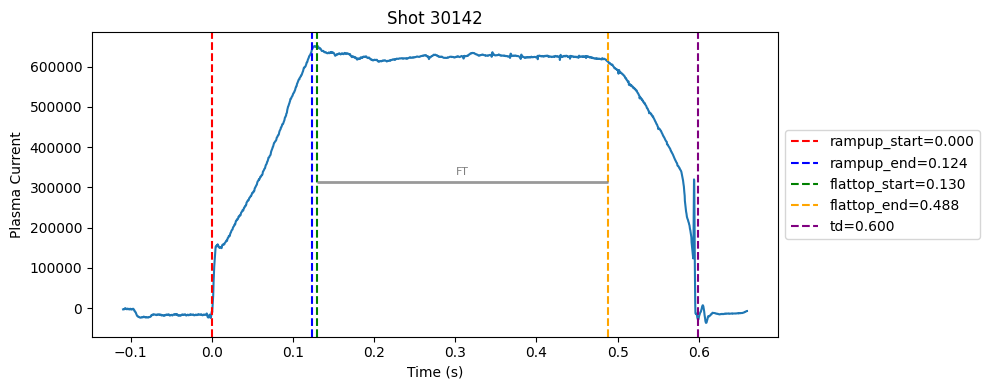 Shot 30142
Plasma Current
600000
500000
400000
300000
200000
100000
0
FT
−0.1
0.0
0.1
0.2
0.3
0.4
0.5
0.6
Time (s)
rampup_start=0.000
rampup_end=0.124
flattop_start=0.130
flattop_end=0.488
td=0.600